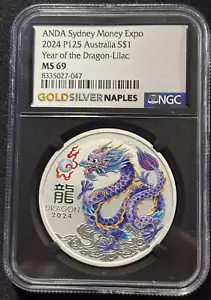 ANDA Sydney Money Expo
2024 P125 Australia S$1
Year of the Dragon-Lilac
MS 69
8335027-047
GOLDSILVER NAPLES
NGC
龍
DRAGON
2024